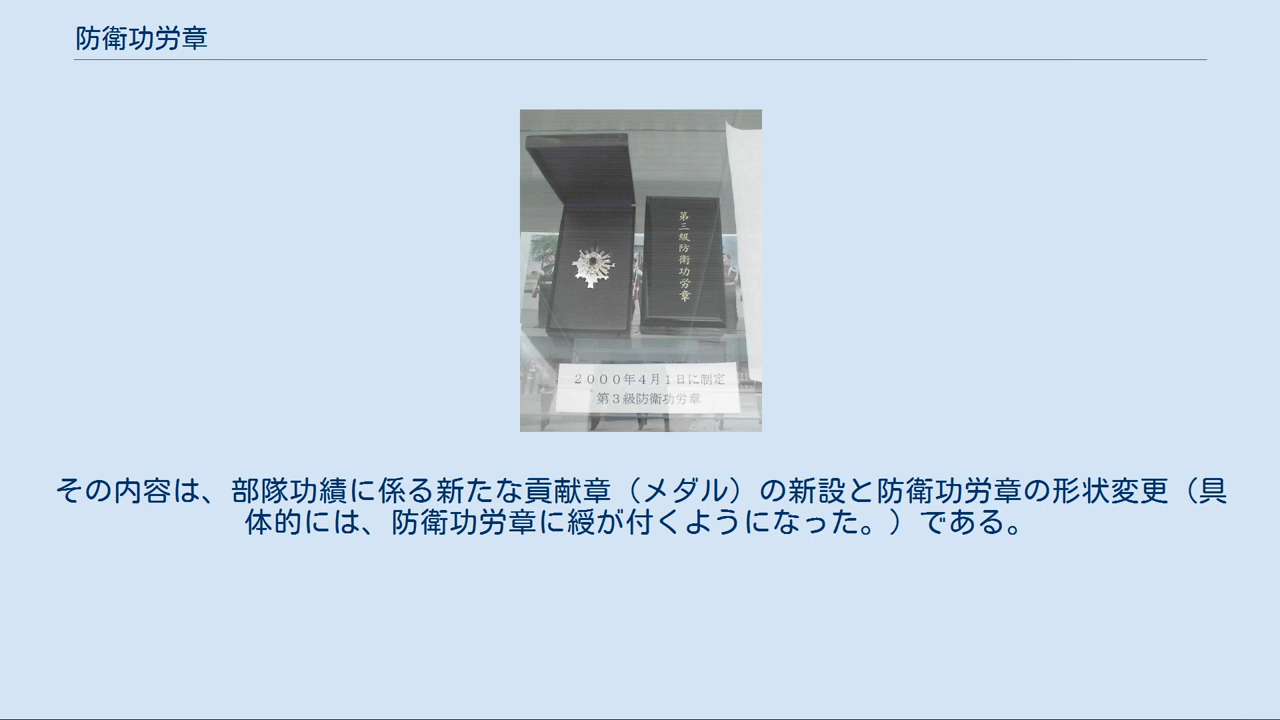 防衛功労章
第三級防衛功労章
２０００年４月１日に制定
第３級防衛功労章
その内容は、部隊功績に係る新たな貢献章（メダル）の新設と防衛功労章の形状変更（具
体的には、防衛功労章に綬が付くようになった。）である。